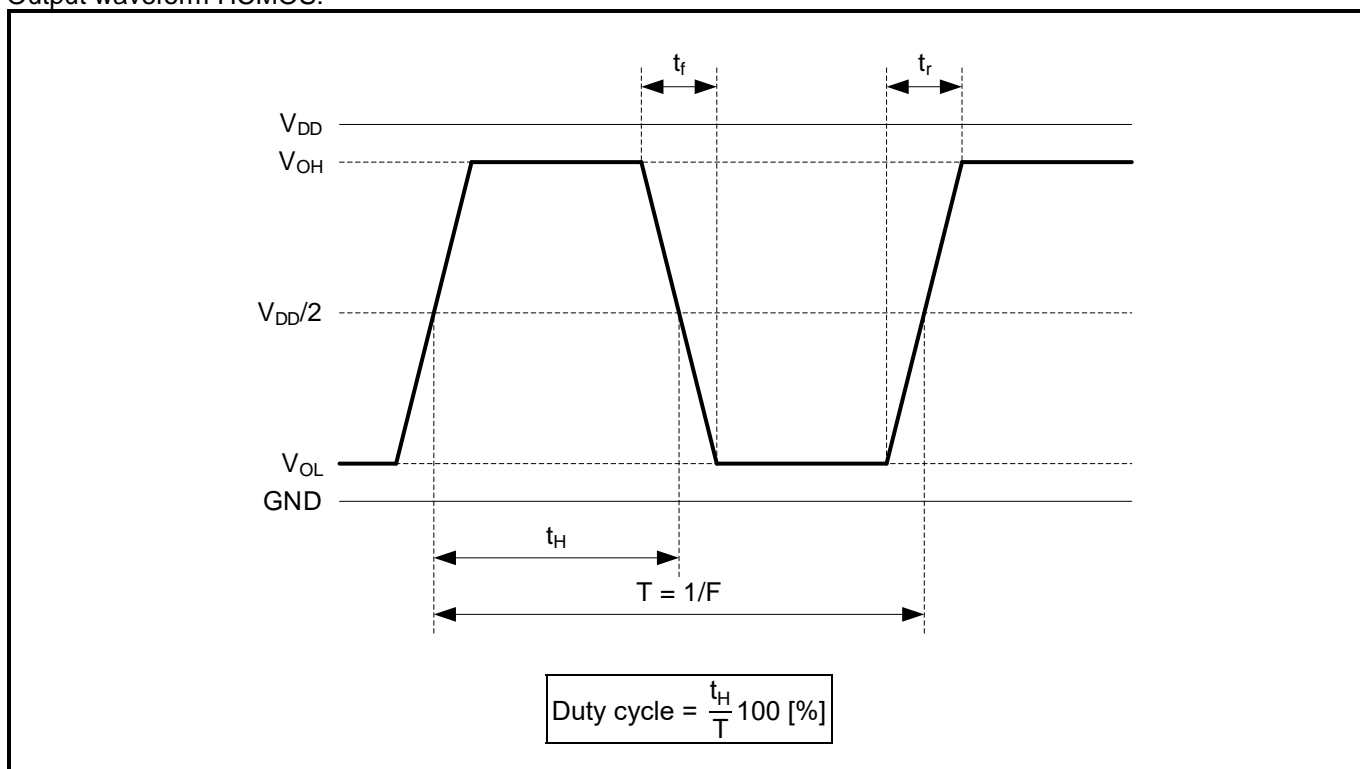 Output waveform HCMOS:
tf
tr
VDD
VOH
VDD/2
VOL
GND
tH
T = 1/F
Duty cycle = tH/T 100 [%]